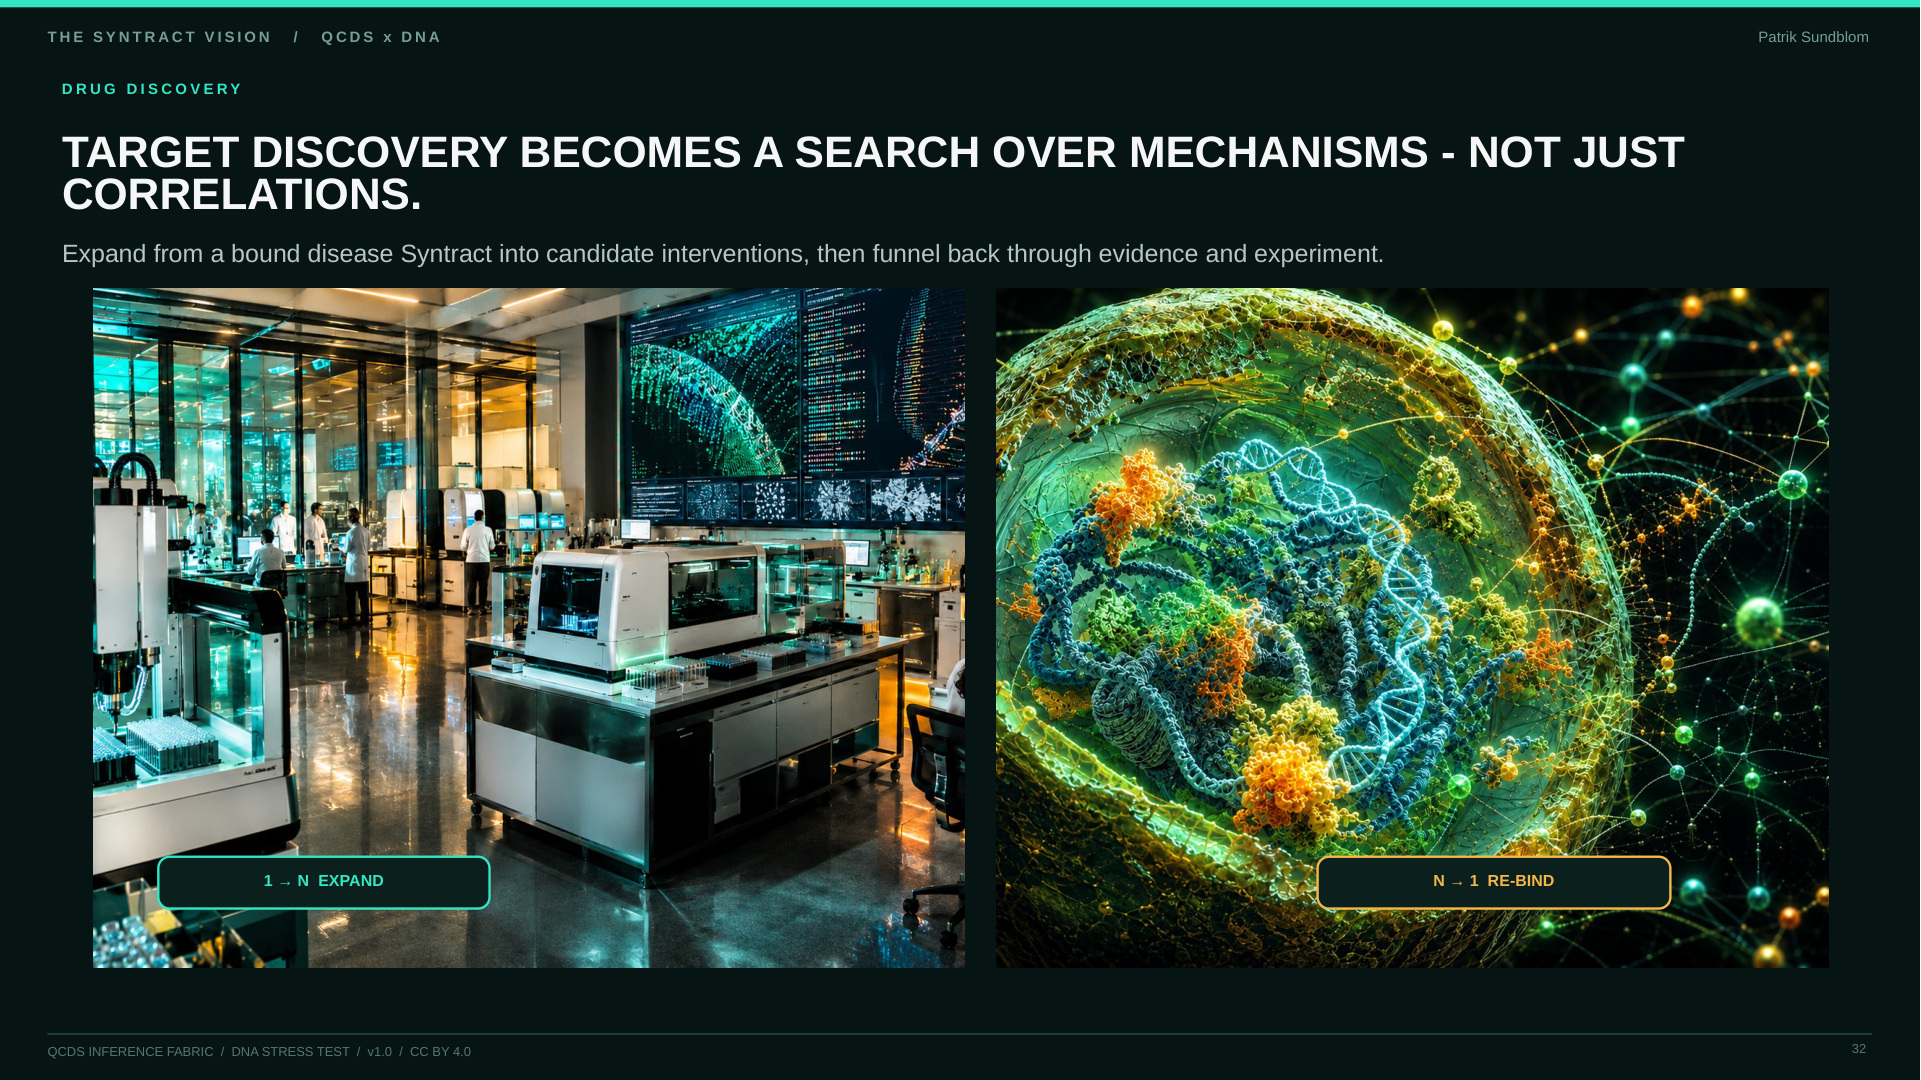 THE SYNTRACT VISION / QCDS x DNA
Patrik Sundblom
DRUG DISCOVERY
TARGET DISCOVERY BECOMES A SEARCH OVER MECHANISMS - NOT JUST
CORRELATIONS.
Expand from a bound disease Syntract into candidate interventions, then funnel back through evidence and experiment.
1 → N EXPAND
N → 1 RE-BIND
QCDS INFERENCE FABRIC / DNA STRESS TEST / v1.0 / CC BY 4.0
32